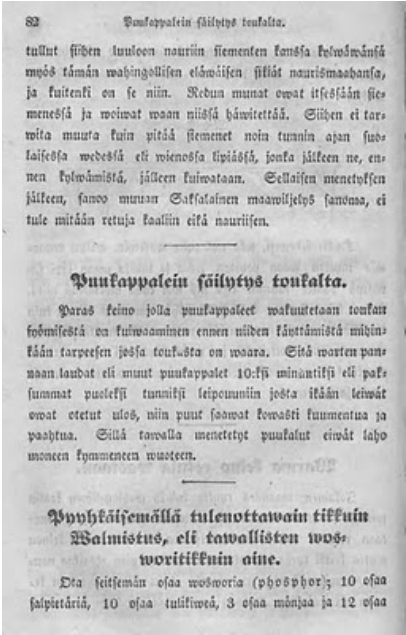 82 Puukappalein säilytys toukalta.
tullut siihen luuloon nauriin siementen kanssa kylwäwänsä
myös tämän wahingollisen eläwäisen sikiät naurismaahansa,
ja kuitenki on se niin. Redun munat owat itsessään sie-
menessä ja woiwat waan niissä häwitettää. Siihen ei tar-
wita muuta kuin pitää siemenet noin tunnin ajan suo-
laisessa wedessä eli wienossa lipiässä, jonka jälkeen ne, en-
nen kylwämistä, jälleen kuiwataan. Sellaisen menetyksen
jälkeen, sanoo muuan Saksalainen maawiljelys sanoma, ei
tule mitään retuja kaaliin eikä nauriisen.
Puukappalein säilytys toukalta.
Paras keino jolla puukappaleet wakuutetaan toukan
syömisestä on kuiwaaminen ennen niiden käyttämistä mihin-
kään tarpeesen jossa toukasta on waara. Sitä warten pan-
naan laudat eli muut puukappalet 10:ksi minuutiksi eli pak-
summat puoleksi tunniksi leipouuniin josta ikään leiwät
owat otetut ulos, niin puut saawat kowasti kuumentua ja
paahtua. Sillä tawalla menetetyt puukalut eiwät laho
moneen kymmeneen wuoteen.
Pyyhkäisemällä tulenottawain tikkuin
Walmistus, eli tawallisten wos-
woritikkuin aine.
Ota seitsemän osaa wosworia (phosphor); 10 osaa
salpietäriä, 10 osaa tulikiweä, 3 osaa mönjaa ja 12 osaa